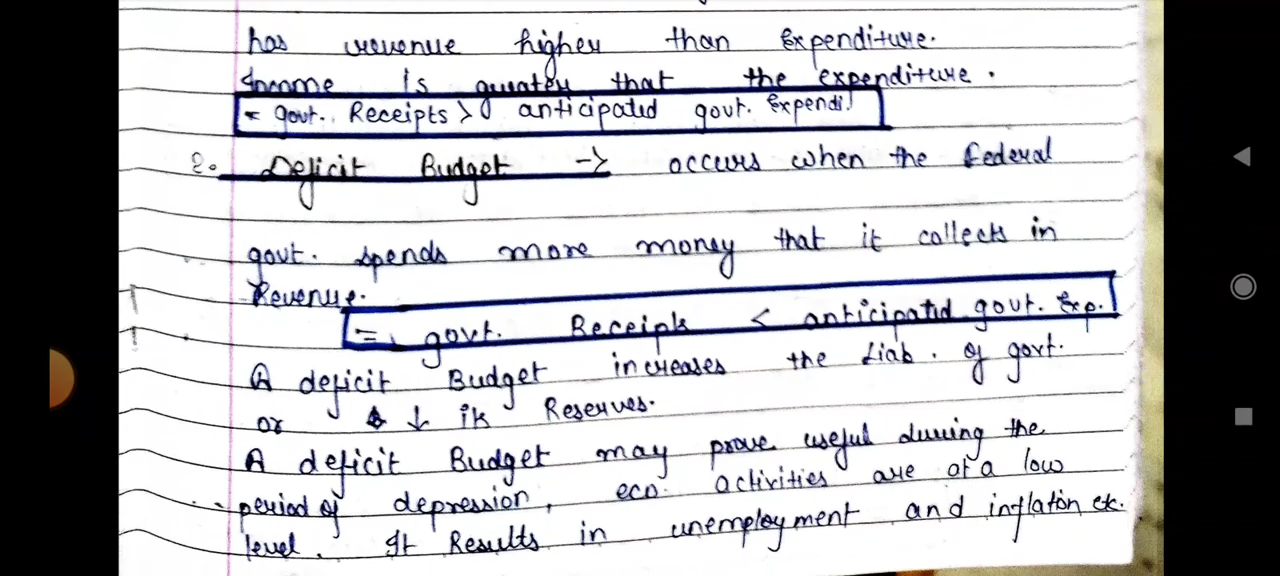 has revenue higher than Expenditure.
Income is greater that the expenditure.
= govt. Receipts > anticipated govt. Expendi.
2. Deficit Budget -> occurs when the federal
govt. spends more money that it collects in
Revenue.
= govt. Receipts < anticipated govt. Exp.
A deficit Budget increases the Liab. of govt.
or ↓ its Reserves.
A deficit Budget may prove useful during the
period of depression, eco. activities are at a low
level. It Results in unemployment and inflation etc.